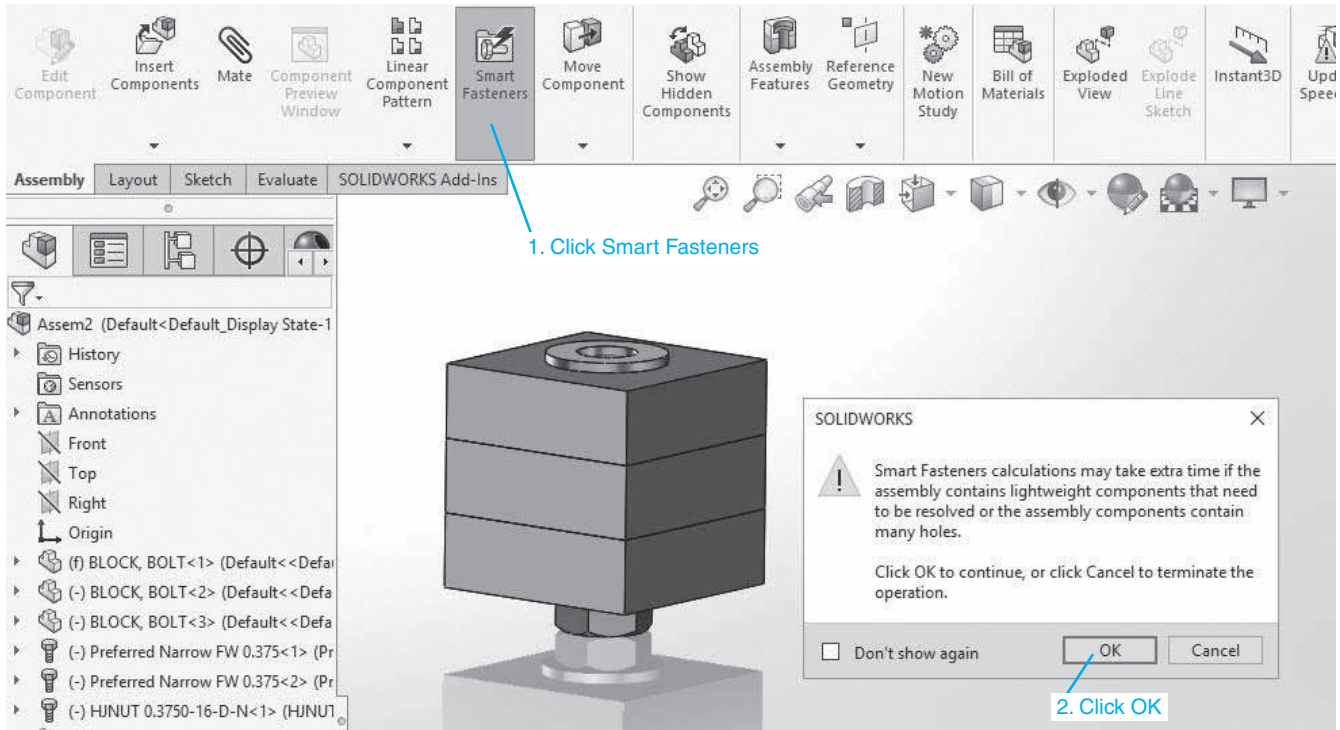 Edit
Component
Insert
Components
Mate
Component
Preview
Window
Linear
Component
Pattern
Smart
Fasteners
Move
Component
Show
Hidden
Components
Assembly
Features
Reference
Geometry
New
Motion
Study
Bill of
Materials
Exploded
View
Explode
Line
Sketch
Instant3D
Upd
Speed
Assembly Layout Sketch Evaluate SOLIDWORKS Add-Ins
1. Click Smart Fasteners
Assem2 (Default<Default_Display State-1
History
Sensors
A Annotations
Front
Top
Right
Origin
(f) BLOCK, BOLT<1> (Default<<Defau
(-) BLOCK, BOLT<2> (Default<<Defa
(-) BLOCK, BOLT<3> (Default<<Defa
(-) Preferred Narrow FW 0.375<1> (Pr
(-) Preferred Narrow FW 0.375<2> (Pr
(-) HJNUT 0.3750-16-D-N<1> (HJNUT
SOLIDWORKS
Smart Fasteners calculations may take extra time if the
assembly contains lightweight components that need
to be resolved or the assembly components contain
many holes.
Click OK to continue, or click Cancel to terminate the
operation.
Don't show again OK Cancel
2. Click OK